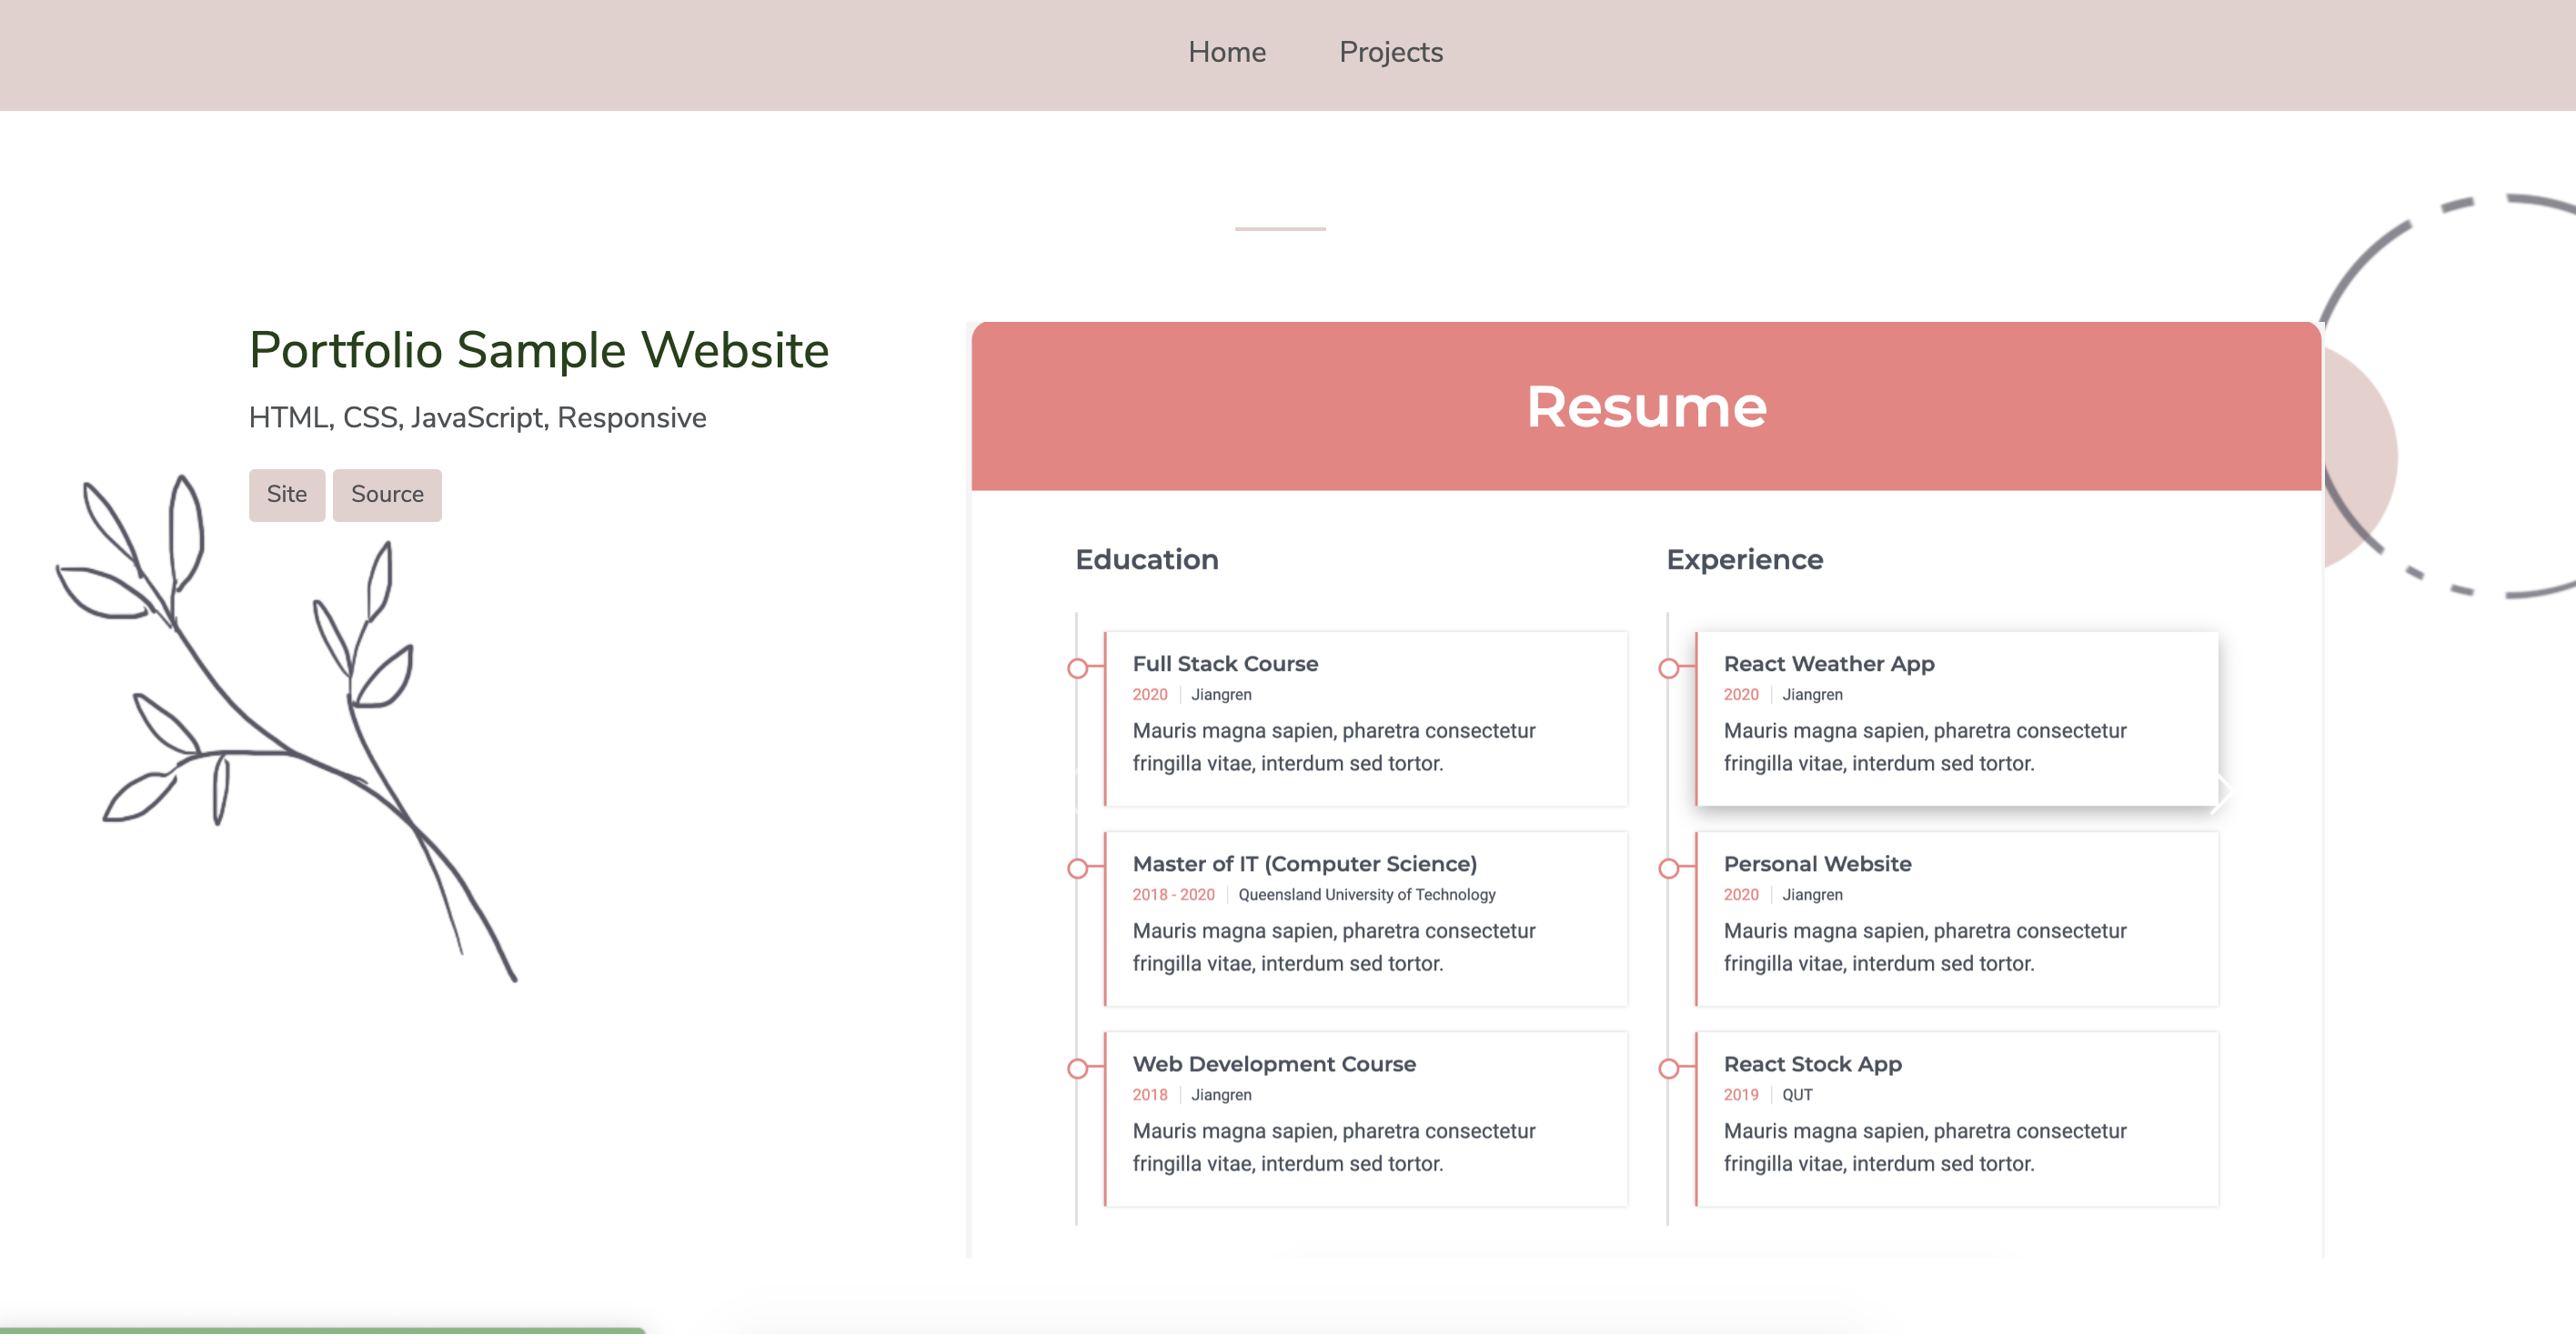 Home Projects
Portfolio Sample Website
HTML, CSS, JavaScript, Responsive
Site Source
Resume
Education
Full Stack Course
2020 Jiangren
Mauris magna sapien, pharetra consectetur
fringilla vitae, interdum sed tortor.
Master of IT (Computer Science)
2018 - 2020 Queensland University of Technology
Mauris magna sapien, pharetra consectetur
fringilla vitae, interdum sed tortor.
Web Development Course
2018 Jiangren
Mauris magna sapien, pharetra consectetur
fringilla vitae, interdum sed tortor.
Experience
React Weather App
2020 Jiangren
Mauris magna sapien, pharetra consectetur
fringilla vitae, interdum sed tortor.
Personal Website
2020 Jiangren
Mauris magna sapien, pharetra consectetur
fringilla vitae, interdum sed tortor.
React Stock App
2019 QUT
Mauris magna sapien, pharetra consectetur
fringilla vitae, interdum sed tortor.